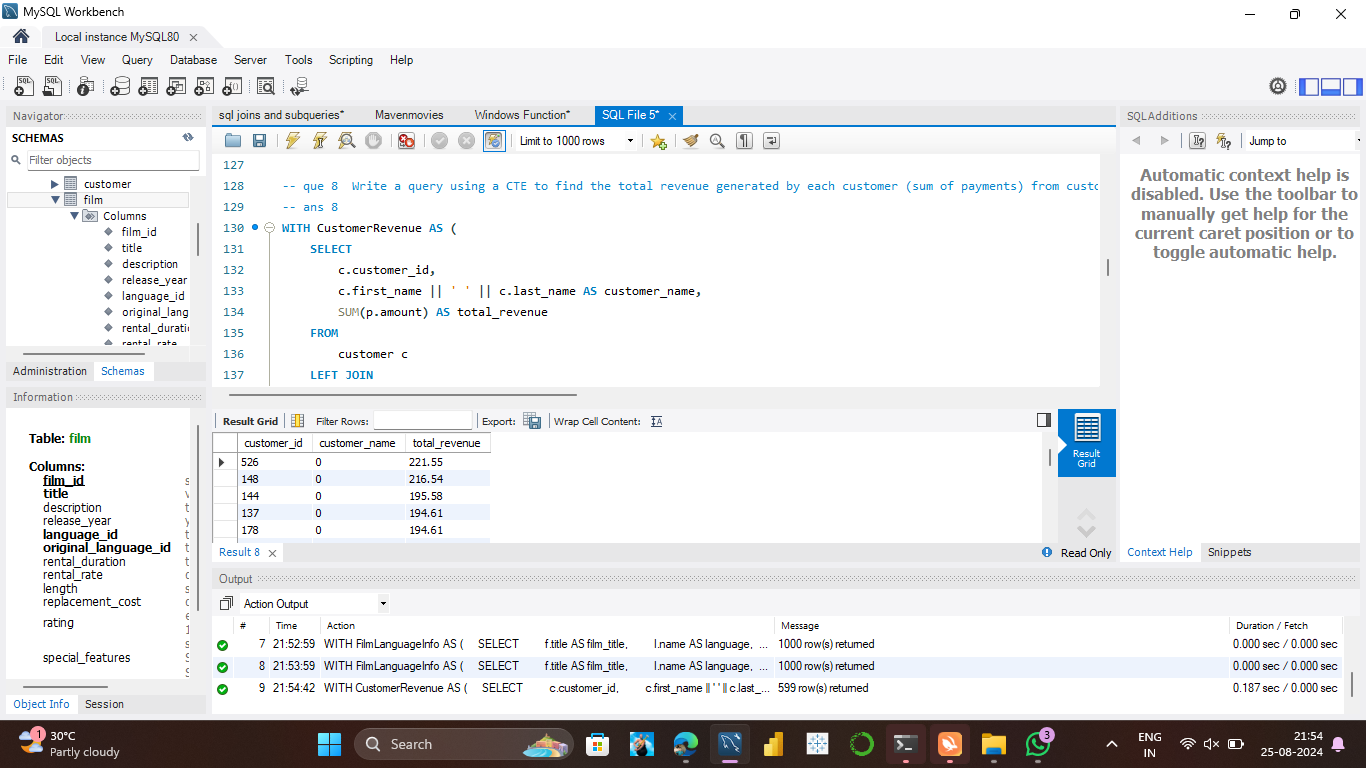 MySQL Workbench
Local instance MySQL80
File Edit View Query Database Server Tools Scripting Help
Navigator
SCHEMAS
Filter objects
customer
film
Columns
film_id
title
description
release_year
language_id
original_lang
rental_durati
rental_rate
Administration Schemas
Information
Table: film
Columns:
film_id
title
description
release_year
language_id
original_language_id
rental_duration
rental_rate
length
replacement_cost
rating
special_features
Object Info Session
sql joins and subqueries* Mavenmovies Windows Function* SQL File 5*
Limit to 1000 rows
127
128 -- que 8 Write a query using a CTE to find the total revenue generated by each customer (sum of payments) from custo
129 -- ans 8
130 WITH CustomerRevenue AS (
131 SELECT
132 c.customer_id,
133 c.first_name || ' ' || c.last_name AS customer_name,
134 SUM(p.amount) AS total_revenue
135 FROM
136 customer c
137 LEFT JOIN
Result Grid Filter Rows: Export: Wrap Cell Content:
customer_id customer_name total_revenue
526 0 221.55
148 0 216.54
144 0 195.58
137 0 194.61
178 0 194.61
Result Grid
Result 8
Read Only
SQLAdditions
Jump to
Automatic context help is
disabled. Use the toolbar to
manually get help for the
current caret position or to
toggle automatic help.
Context Help Snippets
Output
Action Output
# Time Action Message Duration / Fetch
7 21:52:59 WITH FilmLanguageInfo AS ( SELECT f.title AS film_title, l.name AS language, ... 1000 row(s) returned 0.000 sec / 0.000 sec
8 21:53:59 WITH FilmLanguageInfo AS ( SELECT f.title AS film_title, l.name AS language, ... 1000 row(s) returned 0.000 sec / 0.000 sec
9 21:54:42 WITH CustomerRevenue AS ( SELECT c.customer_id, c.first_name || ' ' || c.last_... 599 row(s) returned 0.187 sec / 0.000 sec
1
30°C
Partly cloudy
Search
3
ENG
IN
21:54
25-08-2024